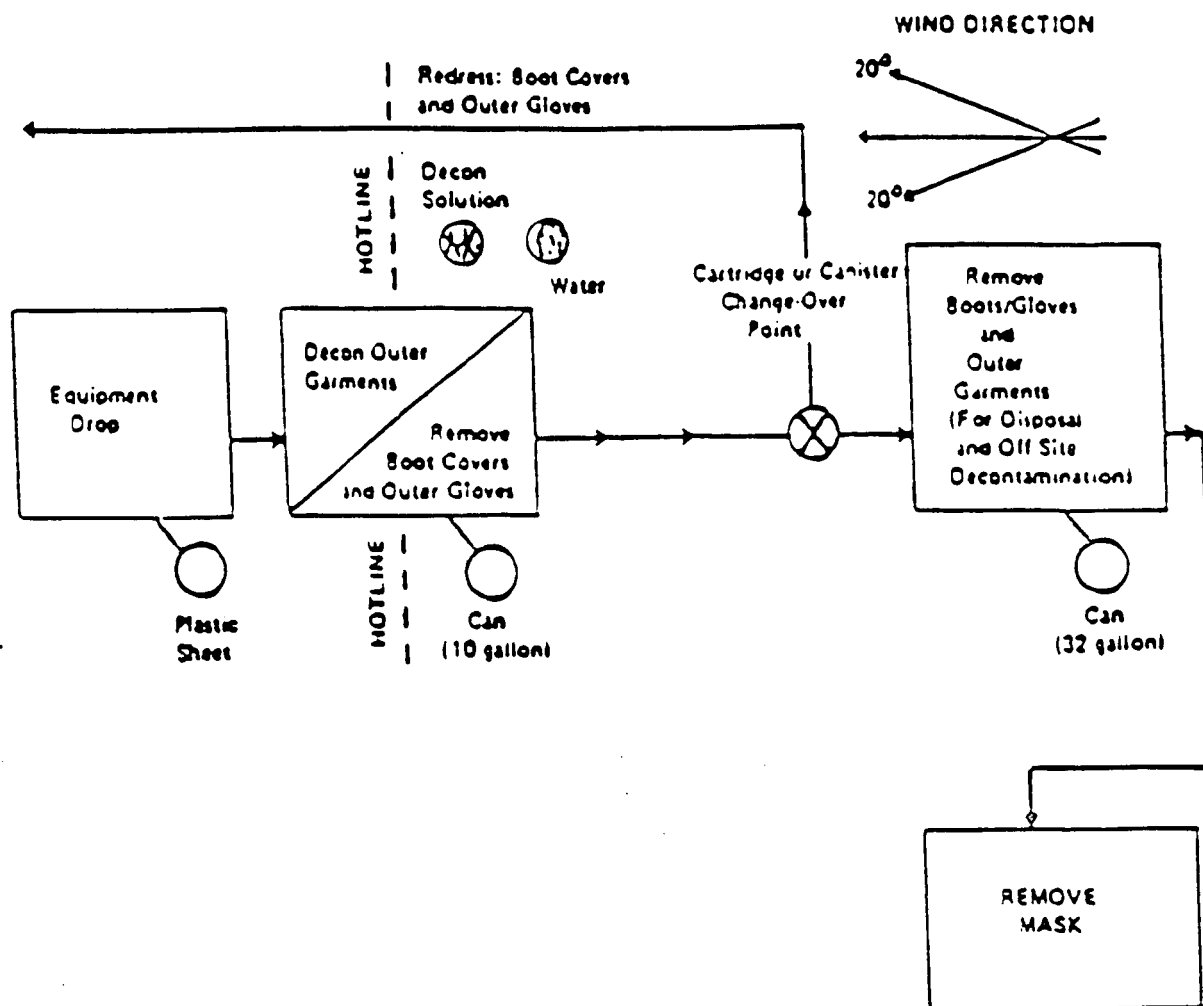 WIND DIRECTION
20°
20°
Redress: Boot Covers
and Outer Gloves
HOTLINE
Decon
Solution
Water
Cartridge or Canister
Change-Over
Point
Equipment
Drop
Decon Outer
Garments
Remove
Boot Covers
and Outer Gloves
Remove
Boots/Gloves
and
Outer
Garments
(For Disposal
and Off Site
Decontamination)
Plastic
Sheet
HOTLINE
Can
(10 gallon)
Can
(32 gallon)
REMOVE
MASK